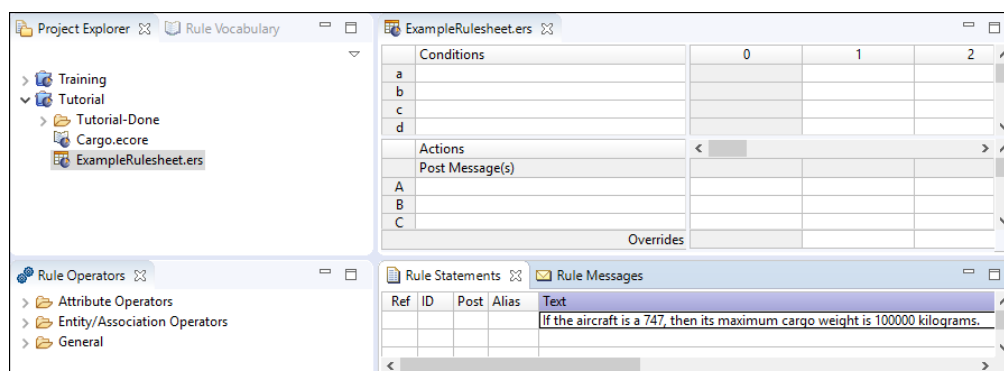 Project Explorer Rule Vocabulary
Training
Tutorial
Tutorial-Done
Cargo.ecore
ExampleRulesheet.ers
ExampleRulesheet.ers
Conditions 0 1 2
a
b
c
d
Actions
Post Message(s)
A
B
C
Overrides
Rule Operators
Attribute Operators
Entity/Association Operators
General
Rule Statements Rule Messages
Ref ID Post Alias Text
If the aircraft is a 747, then its maximum cargo weight is 100000 kilograms.